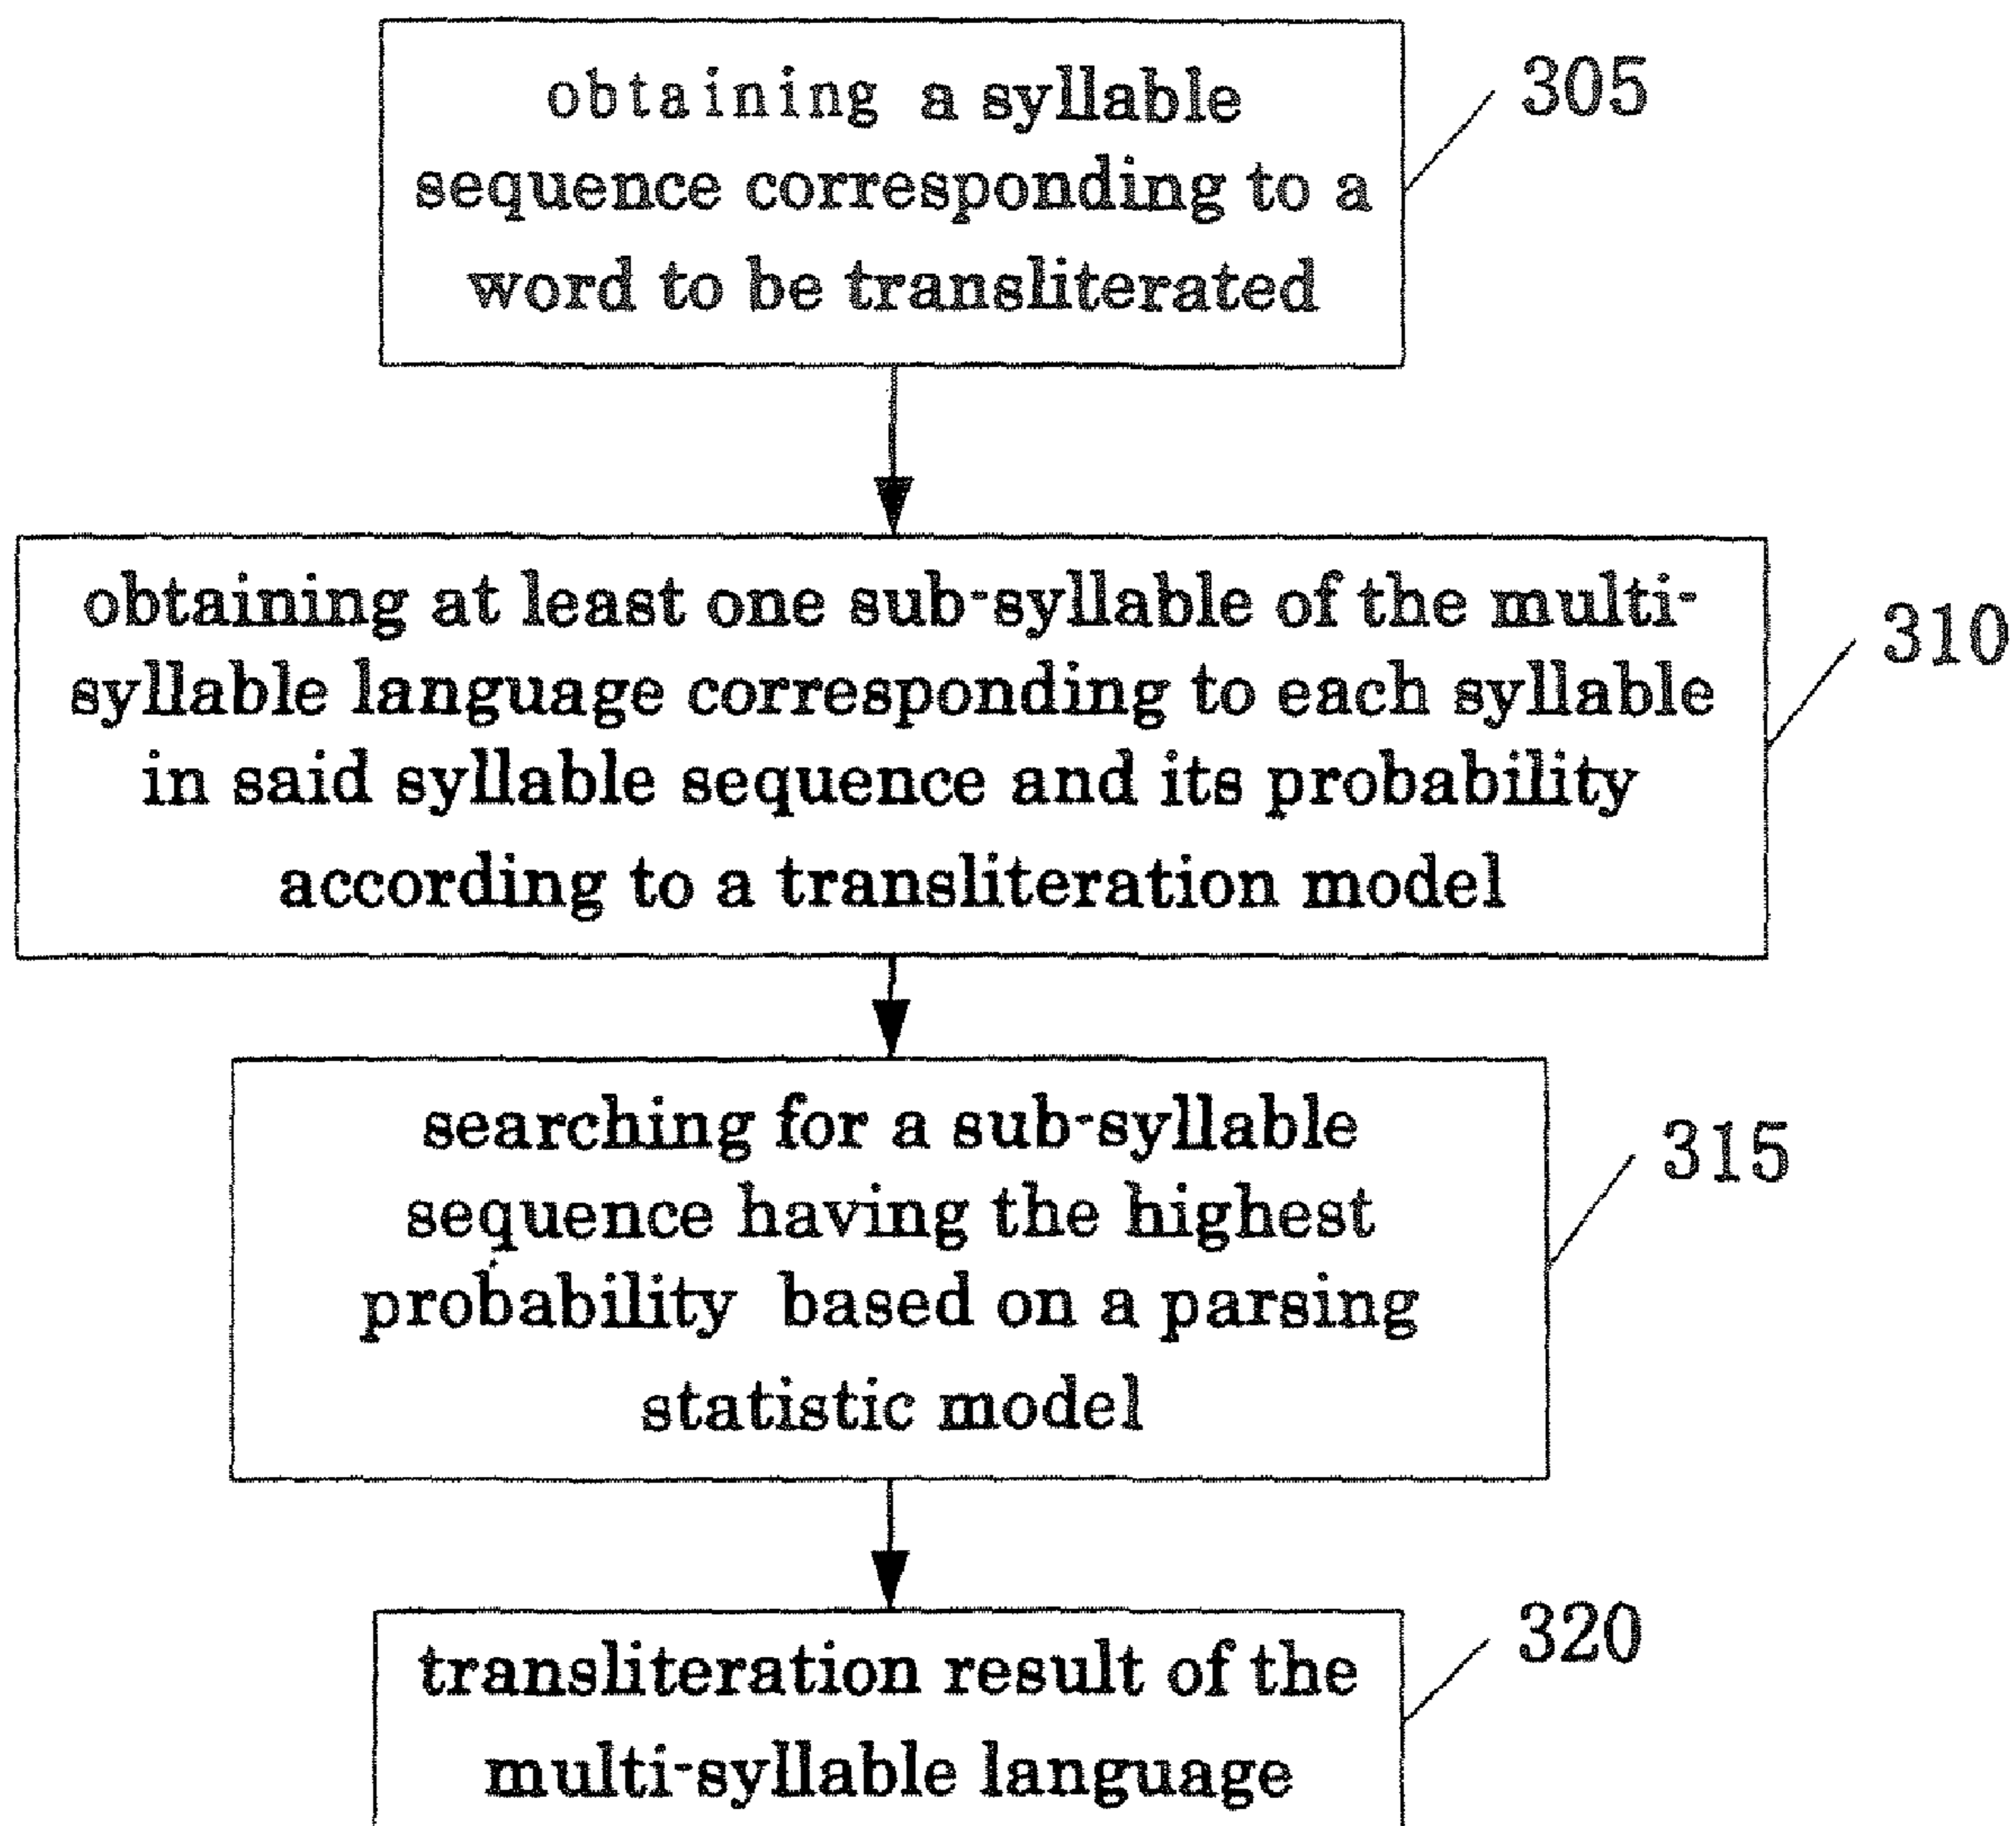 obtaining a syllable
sequence corresponding to a
word to be transliterated
305
obtaining at least one sub-syllable of the multi-
syllable language corresponding to each syllable
in said syllable sequence and its probability
according to a transliteration model
310
searching for a sub-syllable
sequence having the highest
probability based on a parsing
statistic model
315
transliteration result of the
multi-syllable language
320